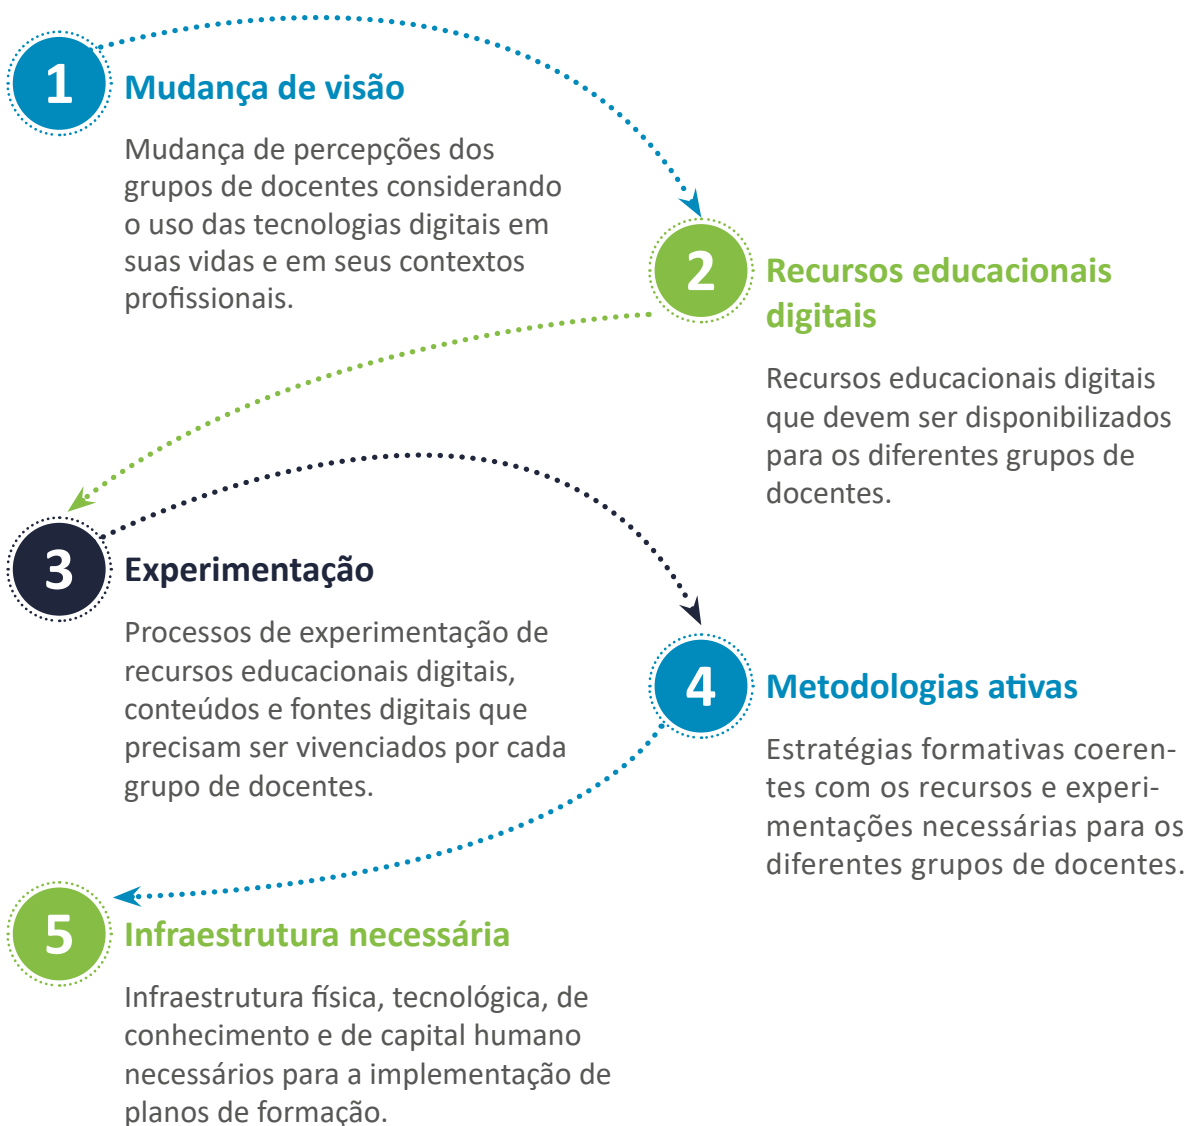 1
Mudança de visão
Mudança de percepções dos
grupos de docentes considerando
o uso das tecnologias digitais em
suas vidas e em seus contextos
profissionais.
2
Recursos educacionais
digitais
Recursos educacionais digitais
que devem ser disponibilizados
para os diferentes grupos de
docentes.
3
Experimentação
Processos de experimentação de
recursos educacionais digitais,
conteúdos e fontes digitais que
precisam ser vivenciados por cada
grupo de docentes.
4
Metodologias ativas
Estratégias formativas coeren-
tes com os recursos e experi-
mentações necessárias para os
diferentes grupos de docentes.
5
Infraestrutura necessária
Infraestrutura física, tecnológica, de
conhecimento e de capital humano
necessários para a implementação de
planos de formação.